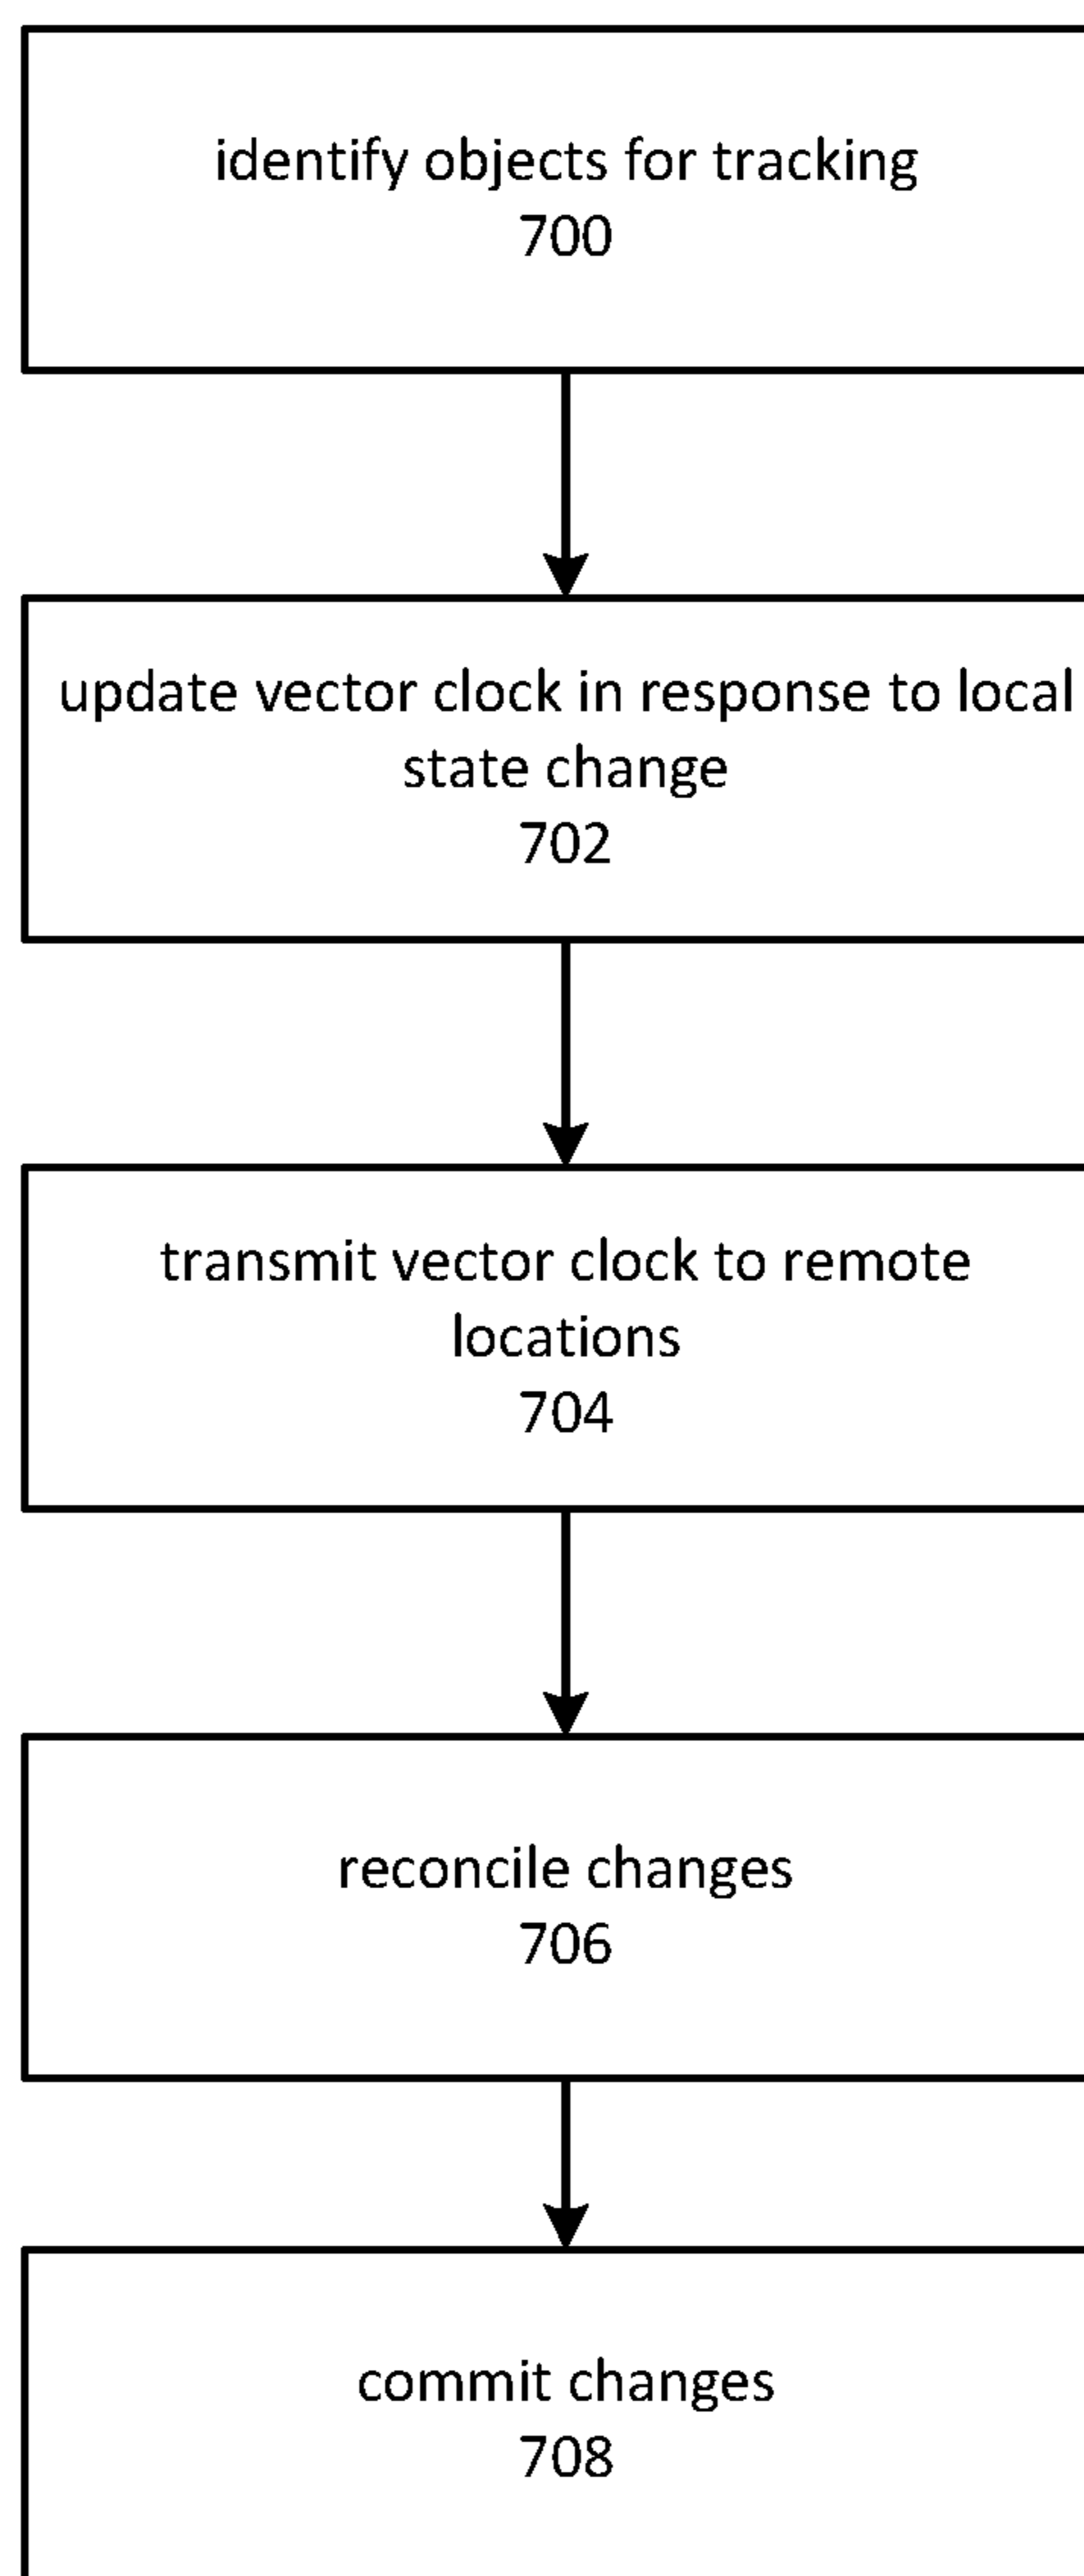 identify objects for tracking
700
update vector clock in response to local
state change
702
transmit vector clock to remote
locations
704
reconcile changes
706
commit changes
708